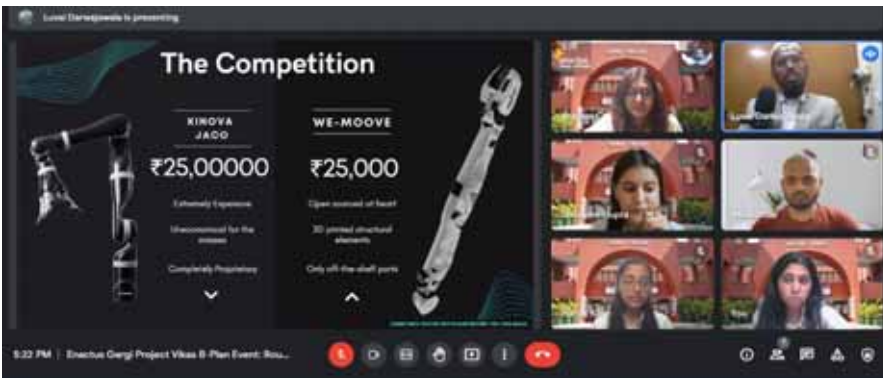 Luvai Darwajawala is presenting
The Competition
KINOVA
JACO
₹25,00000
Extremely Expensive
Uneconomical for the
masses
Completely Proprietary
WE-MOOVE
₹25,000
Open sourced at heart
3D printed structural
elements
Only off-the-shelf parts
5:22 PM | Enactus Gargi Project Vikas B-Plan Event: Rou...